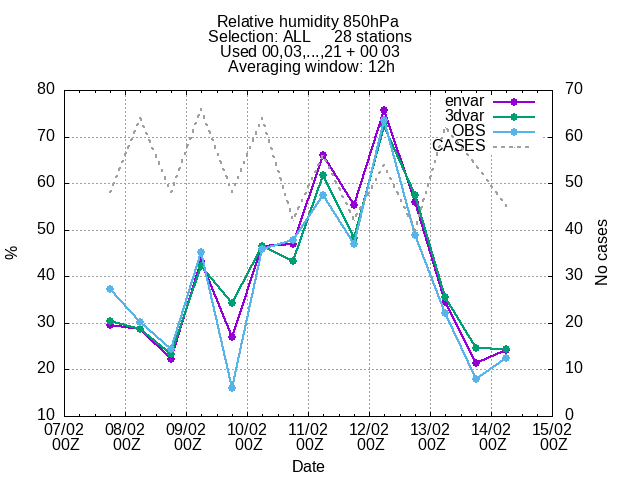 Relative humidity 850hPa
Selection: ALL 28 stations
Used 00,03,...,21 + 00 03
Averaging window: 12h
80 70
envar
3dvar
OBS
CASES
70 60
60 50
50 40
% No cases
40 30
30 20
20 10
10 0
07/02 08/02 09/02 10/02 11/02 12/02 13/02 14/02 15/02
00Z 00Z 00Z 00Z 00Z 00Z 00Z 00Z 00Z
Date